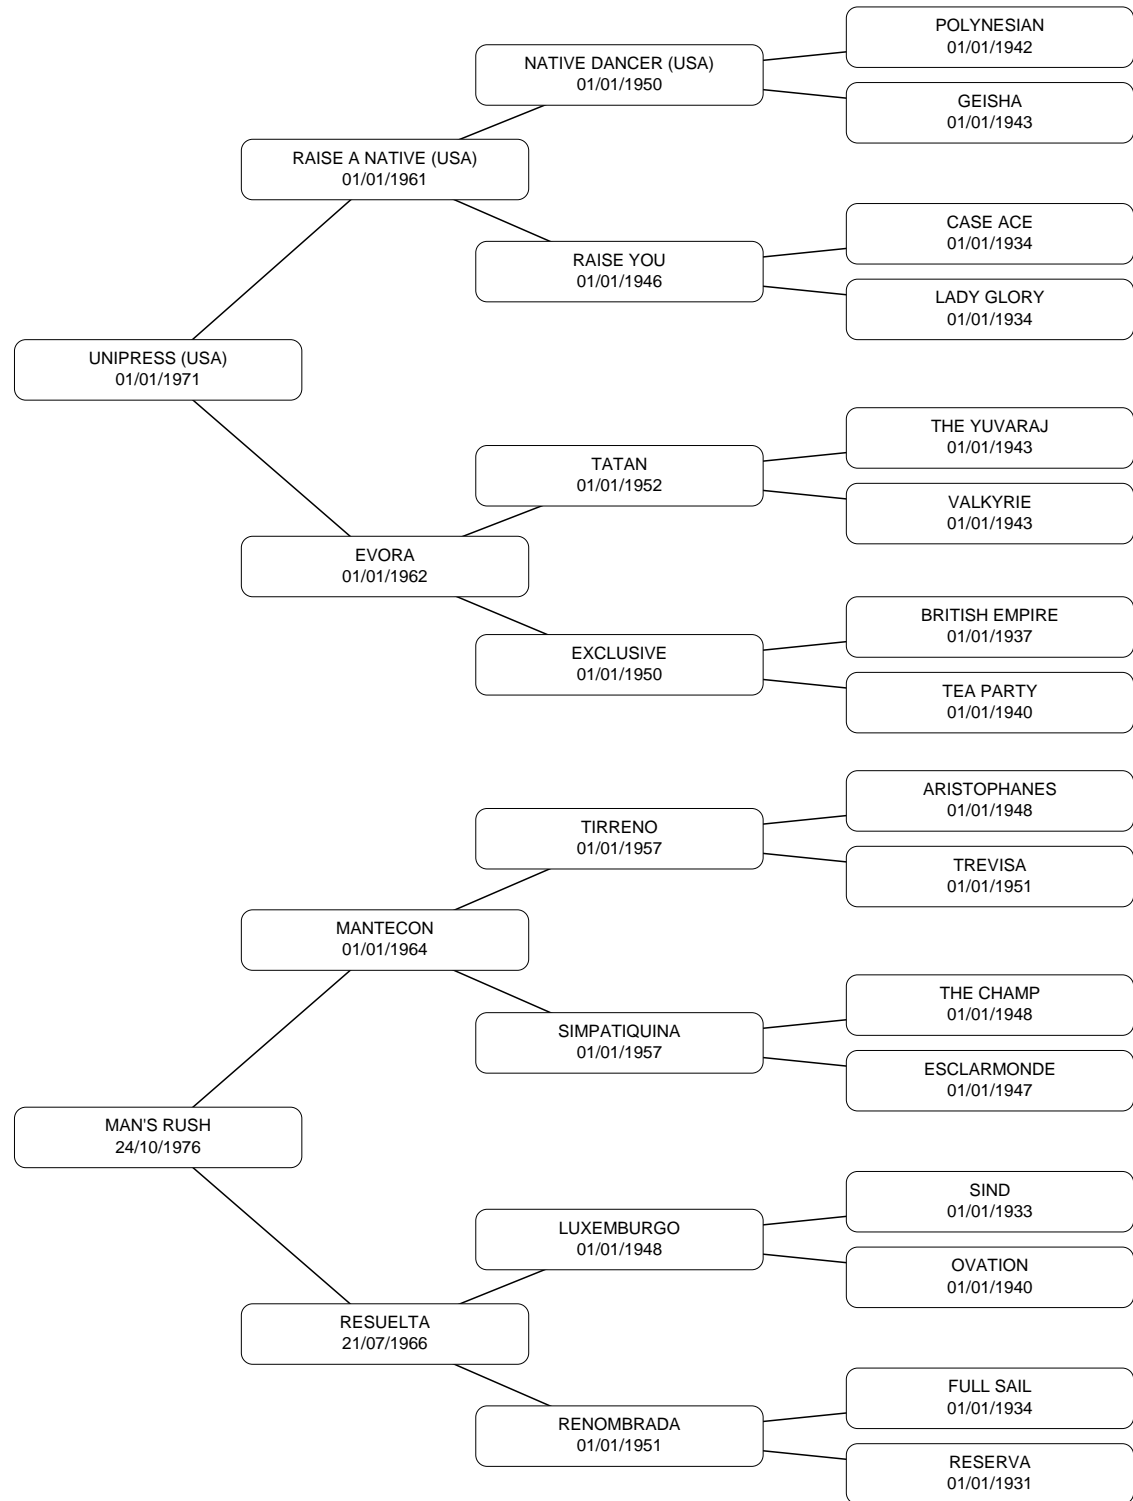 POLYNESIAN
01/01/1942
NATIVE DANCER (USA)
01/01/1950
GEISHA
01/01/1943
RAISE A NATIVE (USA)
01/01/1961
CASE ACE
01/01/1934
RAISE YOU
01/01/1946
LADY GLORY
01/01/1934
UNIPRESS (USA)
01/01/1971
THE YUVARAJ
01/01/1943
TATAN
01/01/1952
VALKYRIE
01/01/1943
EVORA
01/01/1962
BRITISH EMPIRE
01/01/1937
EXCLUSIVE
01/01/1950
TEA PARTY
01/01/1940
ARISTOPHANES
01/01/1948
TIRRENO
01/01/1957
TREVISA
01/01/1951
MANTECON
01/01/1964
THE CHAMP
01/01/1948
SIMPATIQUINA
01/01/1957
ESCLARMONDE
01/01/1947
MAN'S RUSH
24/10/1976
SIND
01/01/1933
LUXEMBURGO
01/01/1948
OVATION
01/01/1940
RESUELTA
21/07/1966
FULL SAIL
01/01/1934
RENOMBRADA
01/01/1951
RESERVA
01/01/1931